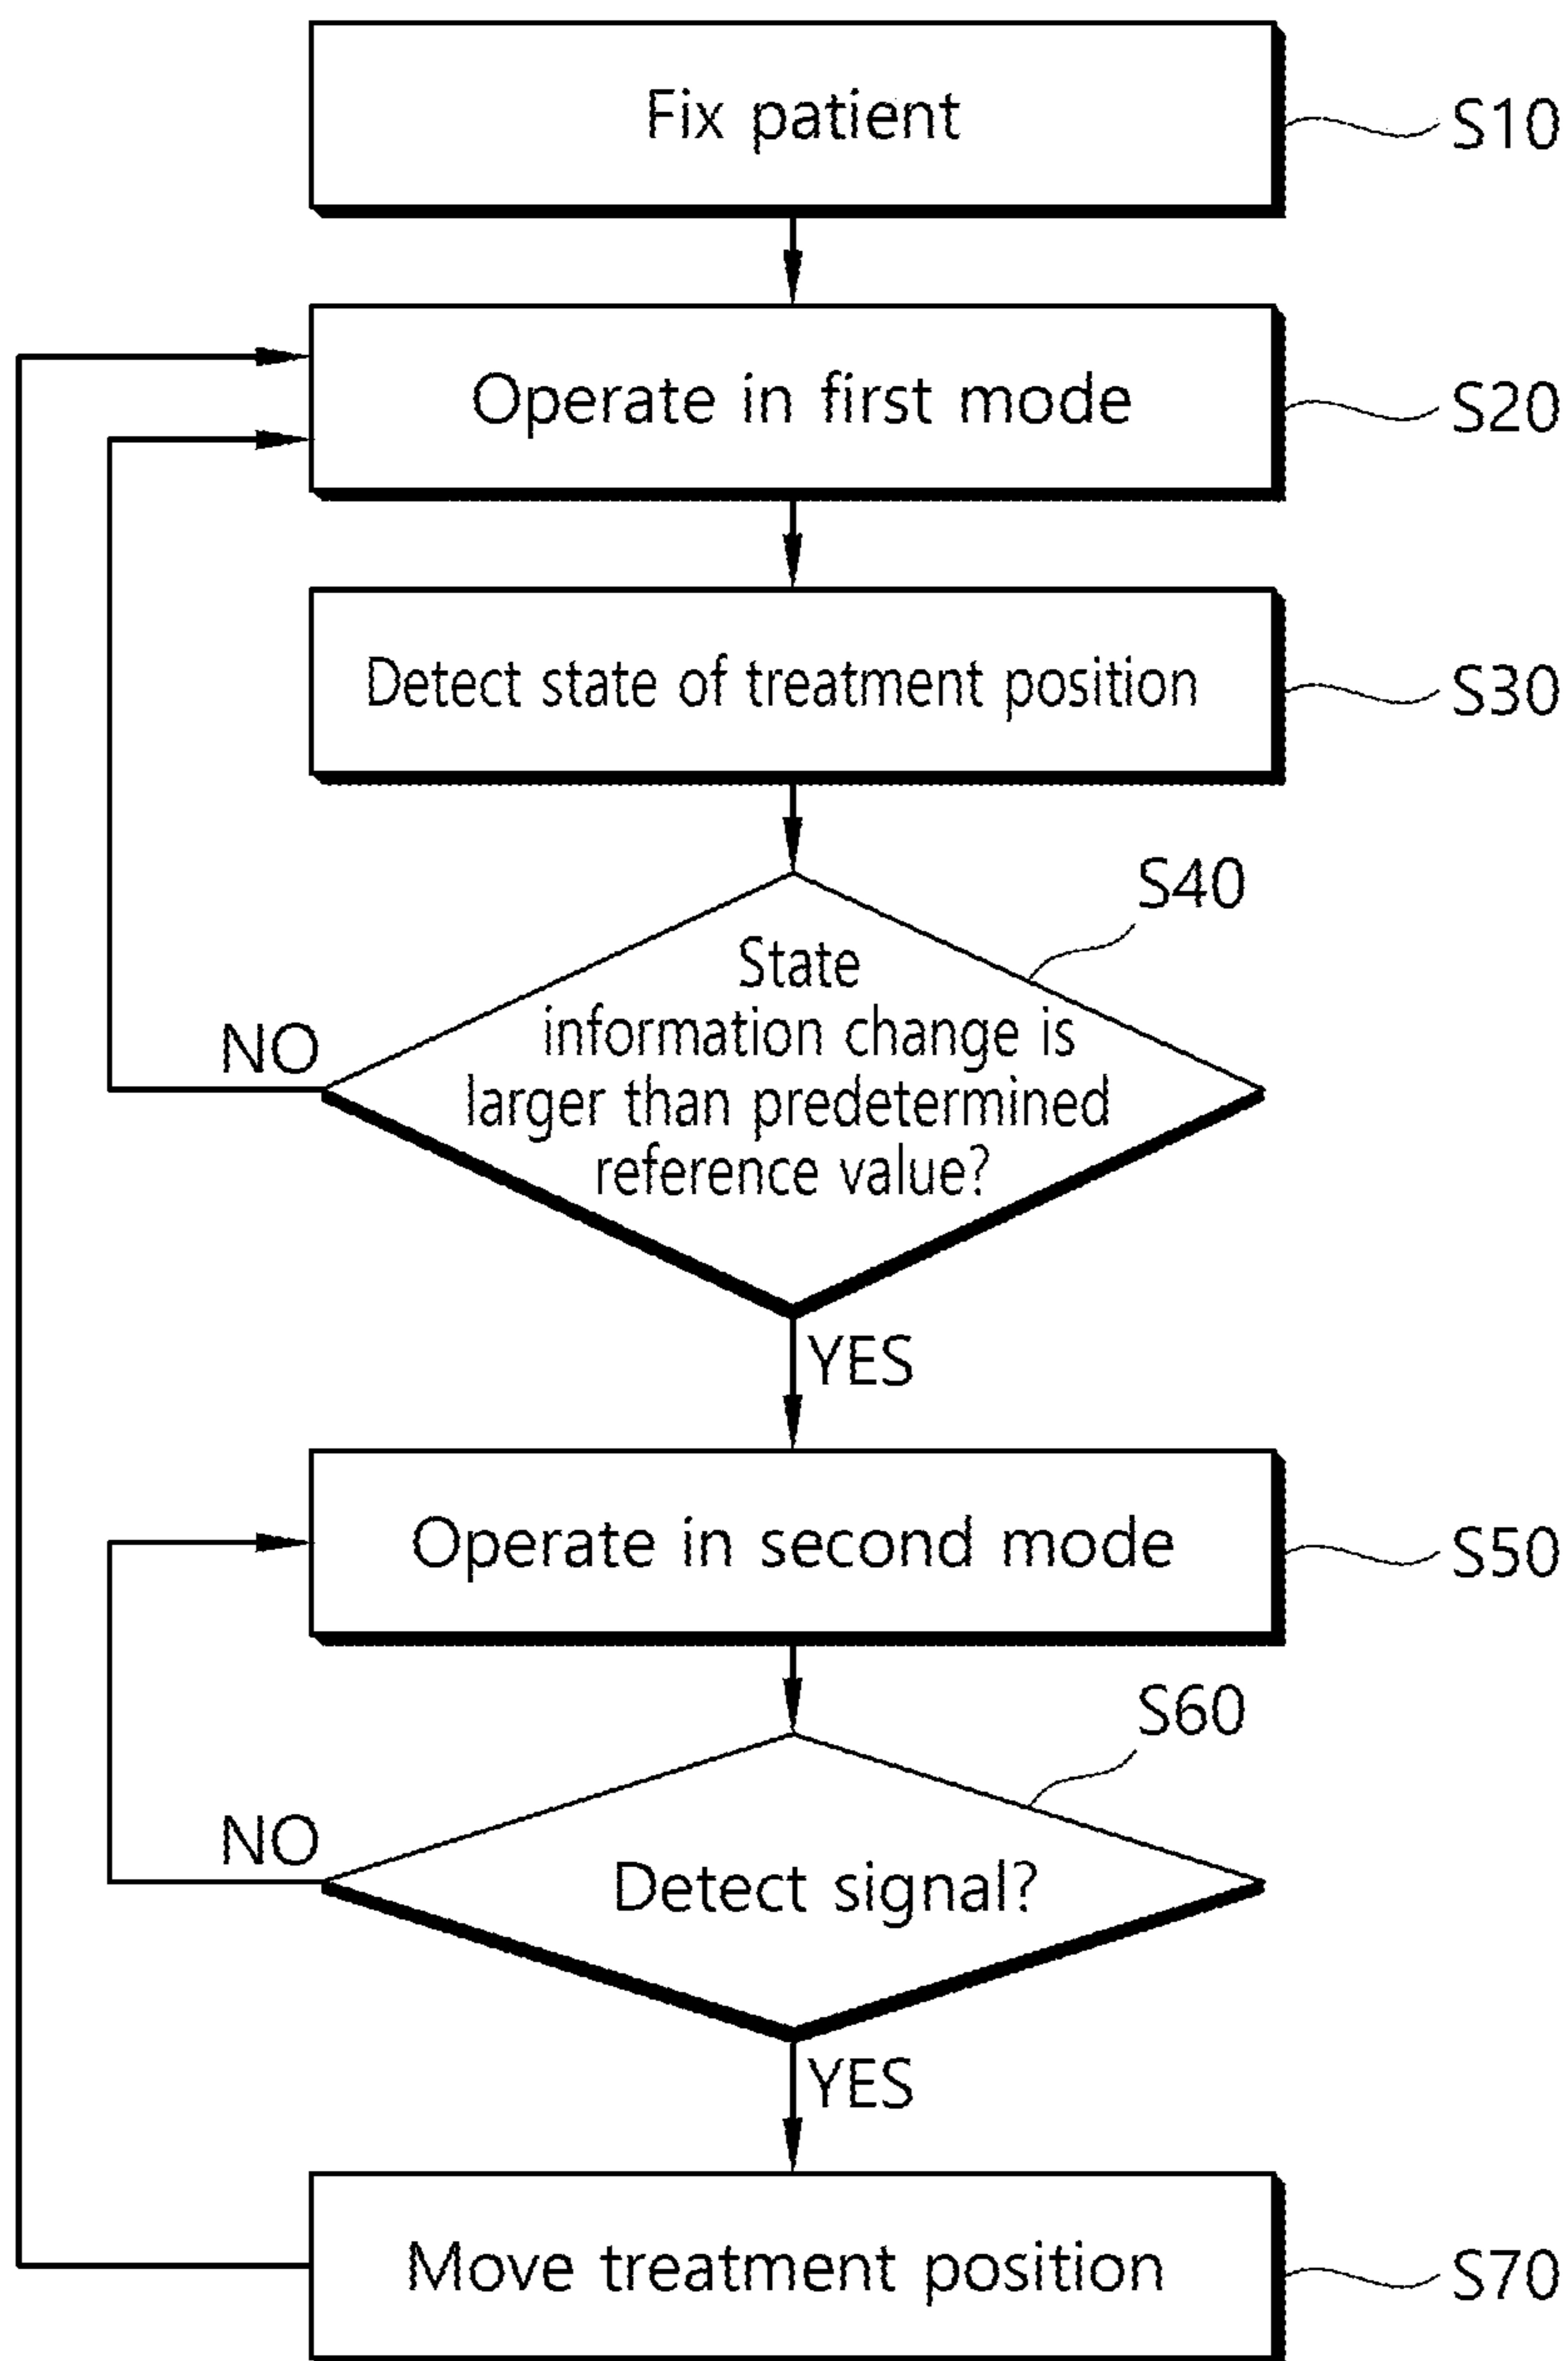 Fix patient
S10
Operate in first mode
S20
Detect state of treatment position
S30
S40
State
information change is
larger than predetermined
reference value?
NO
YES
Operate in second mode
S50
S60
Detect signal?
NO
YES
Move treatment position
S70